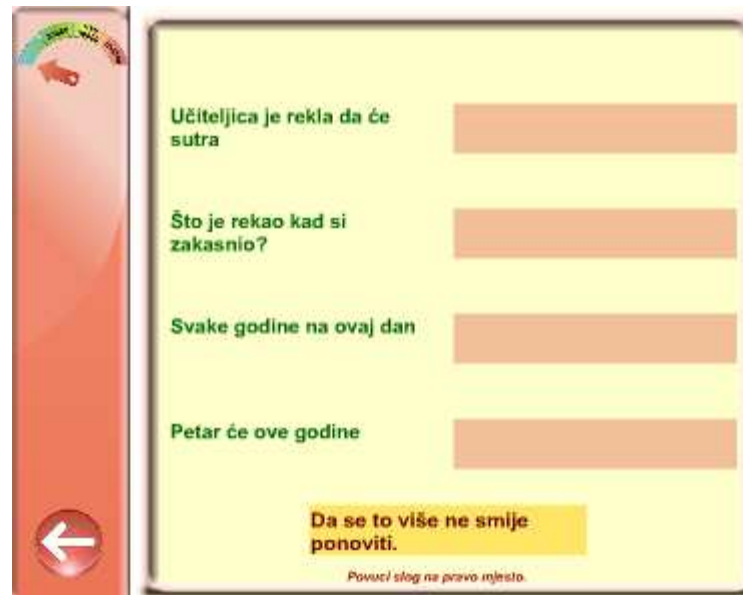 Učiteljica je rekla da će
sutra
Što je rekao kad si
zakasnio?
Svake godine na ovaj dan
Petar će ove godine
Da se to više ne smije
ponoviti.
Povuci slog na pravo mjesto.